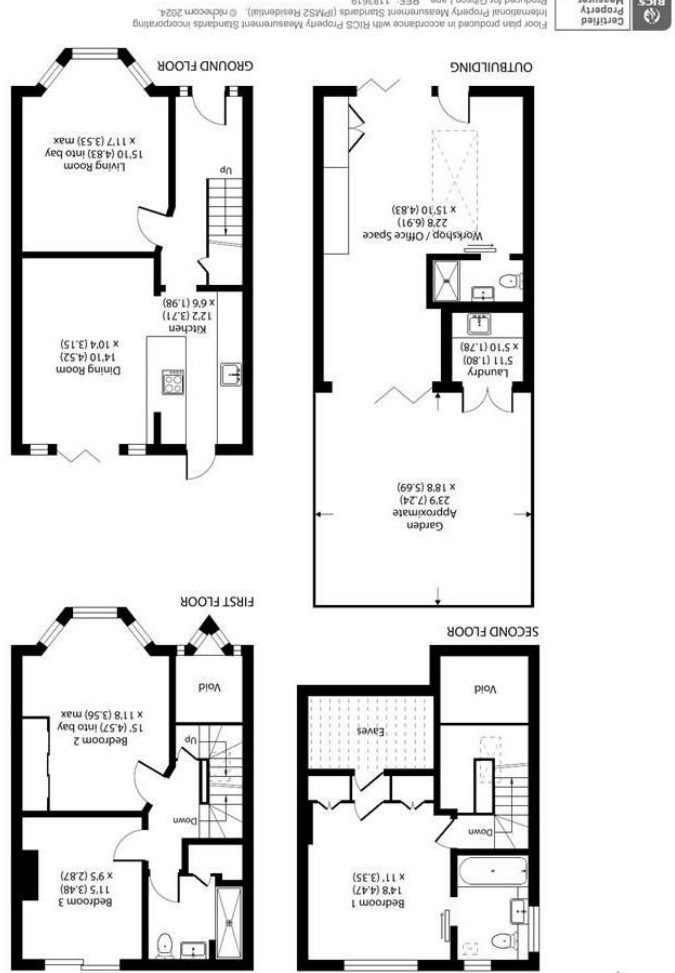 Bedroom 3
11'5 (3.48)
x 9'5 (2.87)
Down
Up
Bedroom 2
15' (4.57) into bay
x 11'8 (3.56) max
Void
FIRST FLOOR
Bedroom 1
14'8 (4.47)
x 11' (3.35)
Down
Eaves
Void
SECOND FLOOR
Dining Room
14'10 (4.52)
x 10'4 (3.15)
Kitchen
12'2 (3.71)
x 6'6 (1.98)
Up
Living Room
15'10 (4.83) into bay
x 11'7 (3.53) max
GROUND FLOOR
Garden
Approximate
23'9 (7.24)
x 18'8 (5.69)
Laundry
5'11 (1.80)
x 5'10 (1.78)
Workshop / Office Space
22'8 (6.91)
x 15'10 (4.83)
OUTBUILDING
Certified
Property
Measurer
RICS
Floor plan produced in accordance with RICS Property Measurement Standards incorporating
International Property Measurement Standards (IPMS2 Residential). © nichecom 2024.
Produced for Gibson Lane. REF: 1183619